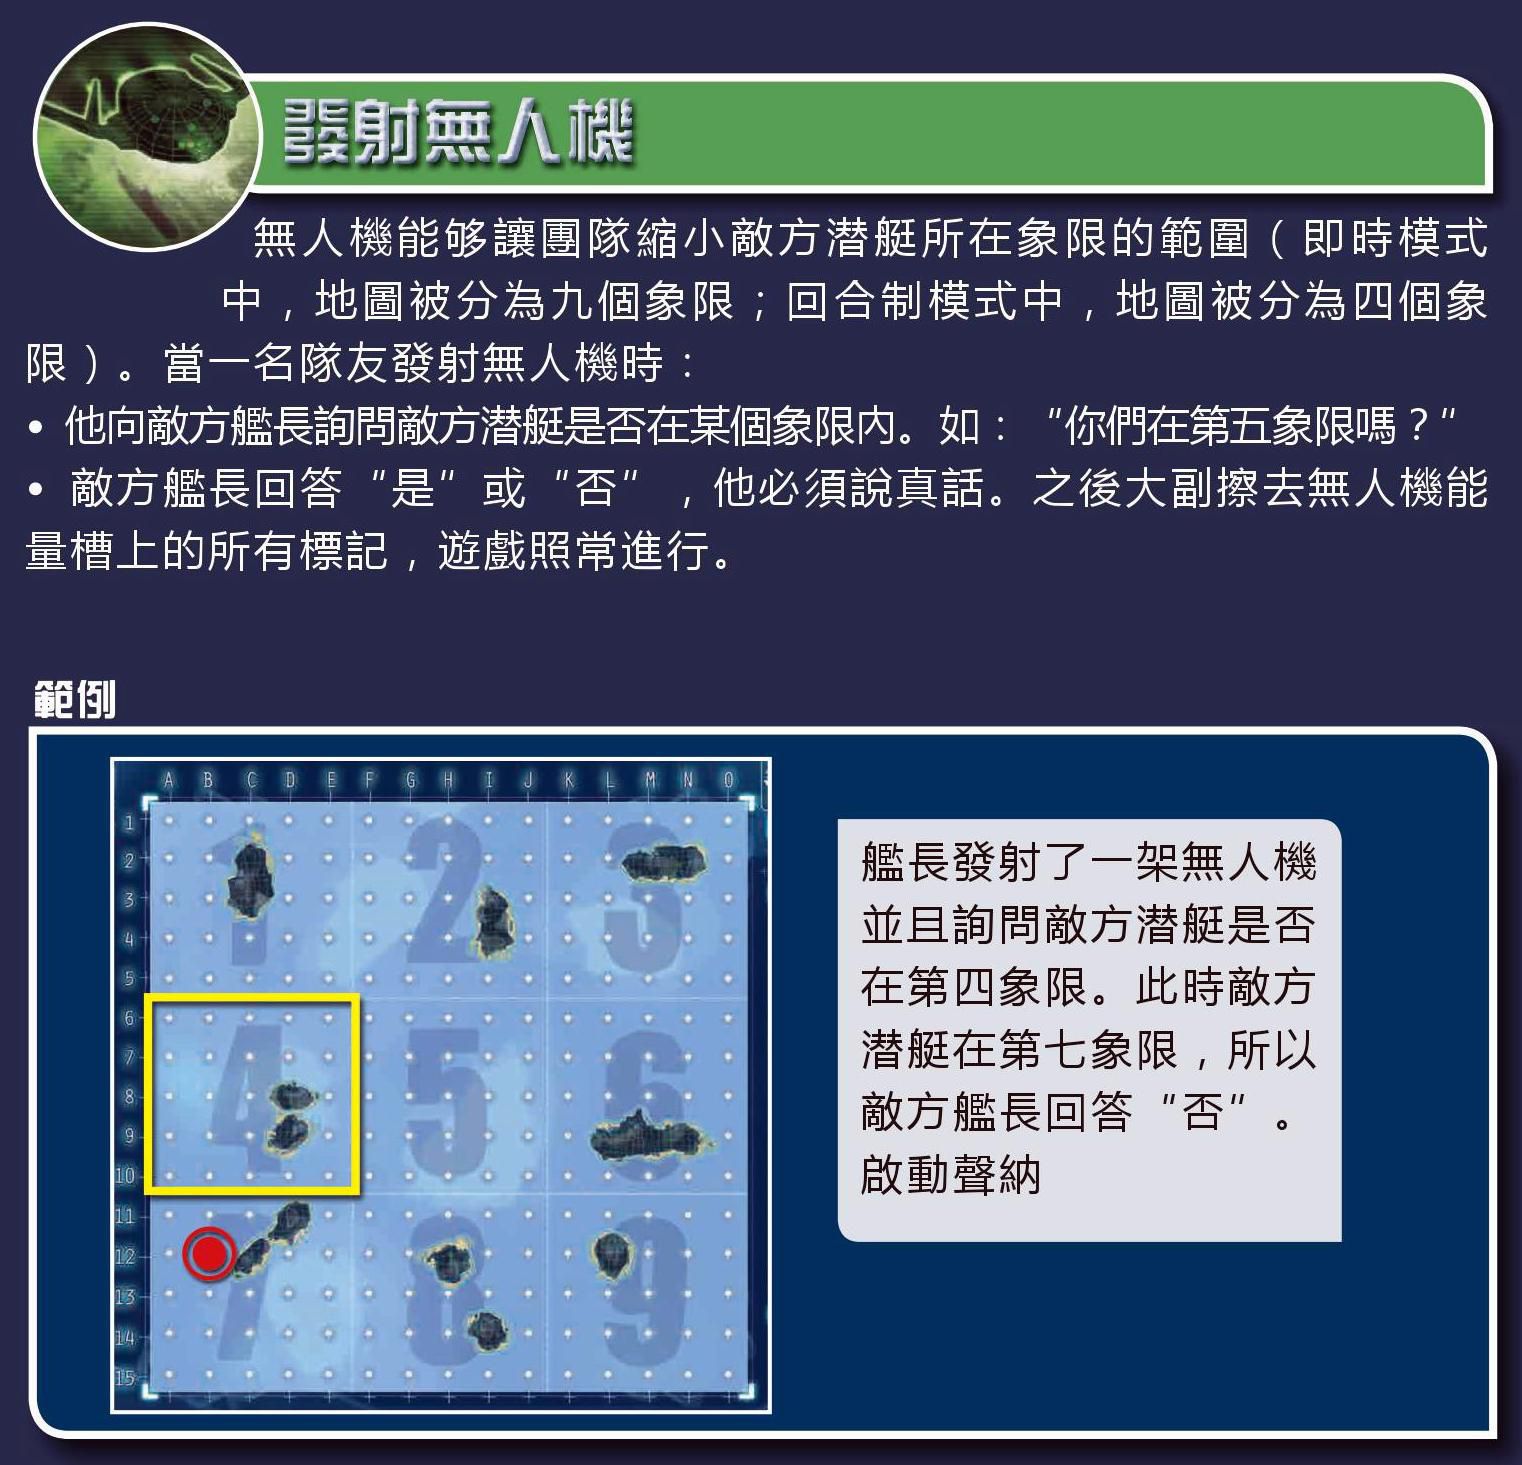 發射無人機
無人機能够讓團隊縮小敵方潛艇所在象限的範圍（即時模式
中，地圖被分為九個象限；回合制模式中，地圖被分為四個象
限）。當一名隊友發射無人機時：
• 他向敵方艦長詢問敵方潛艇是否在某個象限內。如：“你們在第五象限嗎？“
• 敵方艦長回答“是“或“否“，他必須說真話。之後大副擦去無人機能
量槽上的所有標記，遊戲照常進行。
範例
A B C D E F G H I J K L M N O
1
2
3
4
5
6
7
8
9
10
11
12
13
14
15
1 2 3
4 5 6
7 8 9
艦長發射了一架無人機
並且詢問敵方潛艇是否
在第四象限。此時敵方
潛艇在第七象限，所以
敵方艦長回答“否“。
啟動聲納